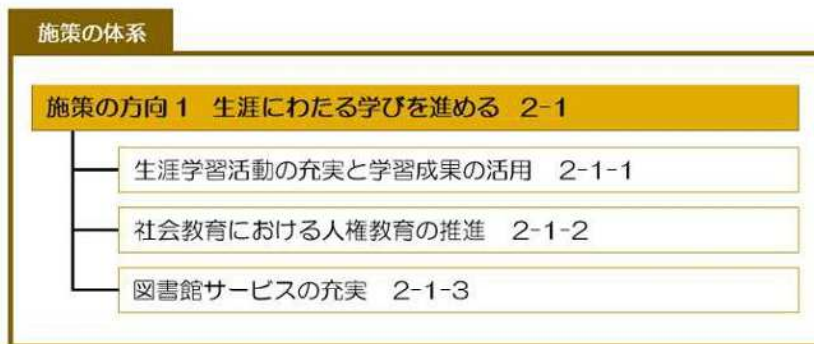 施策の体系
施策の方向1 生涯にわたる学びを進める 2-1
生涯学習活動の充実と学習成果の活用 2-1-1
社会教育における人権教育の推進 2-1-2
図書館サービスの充実 2-1-3